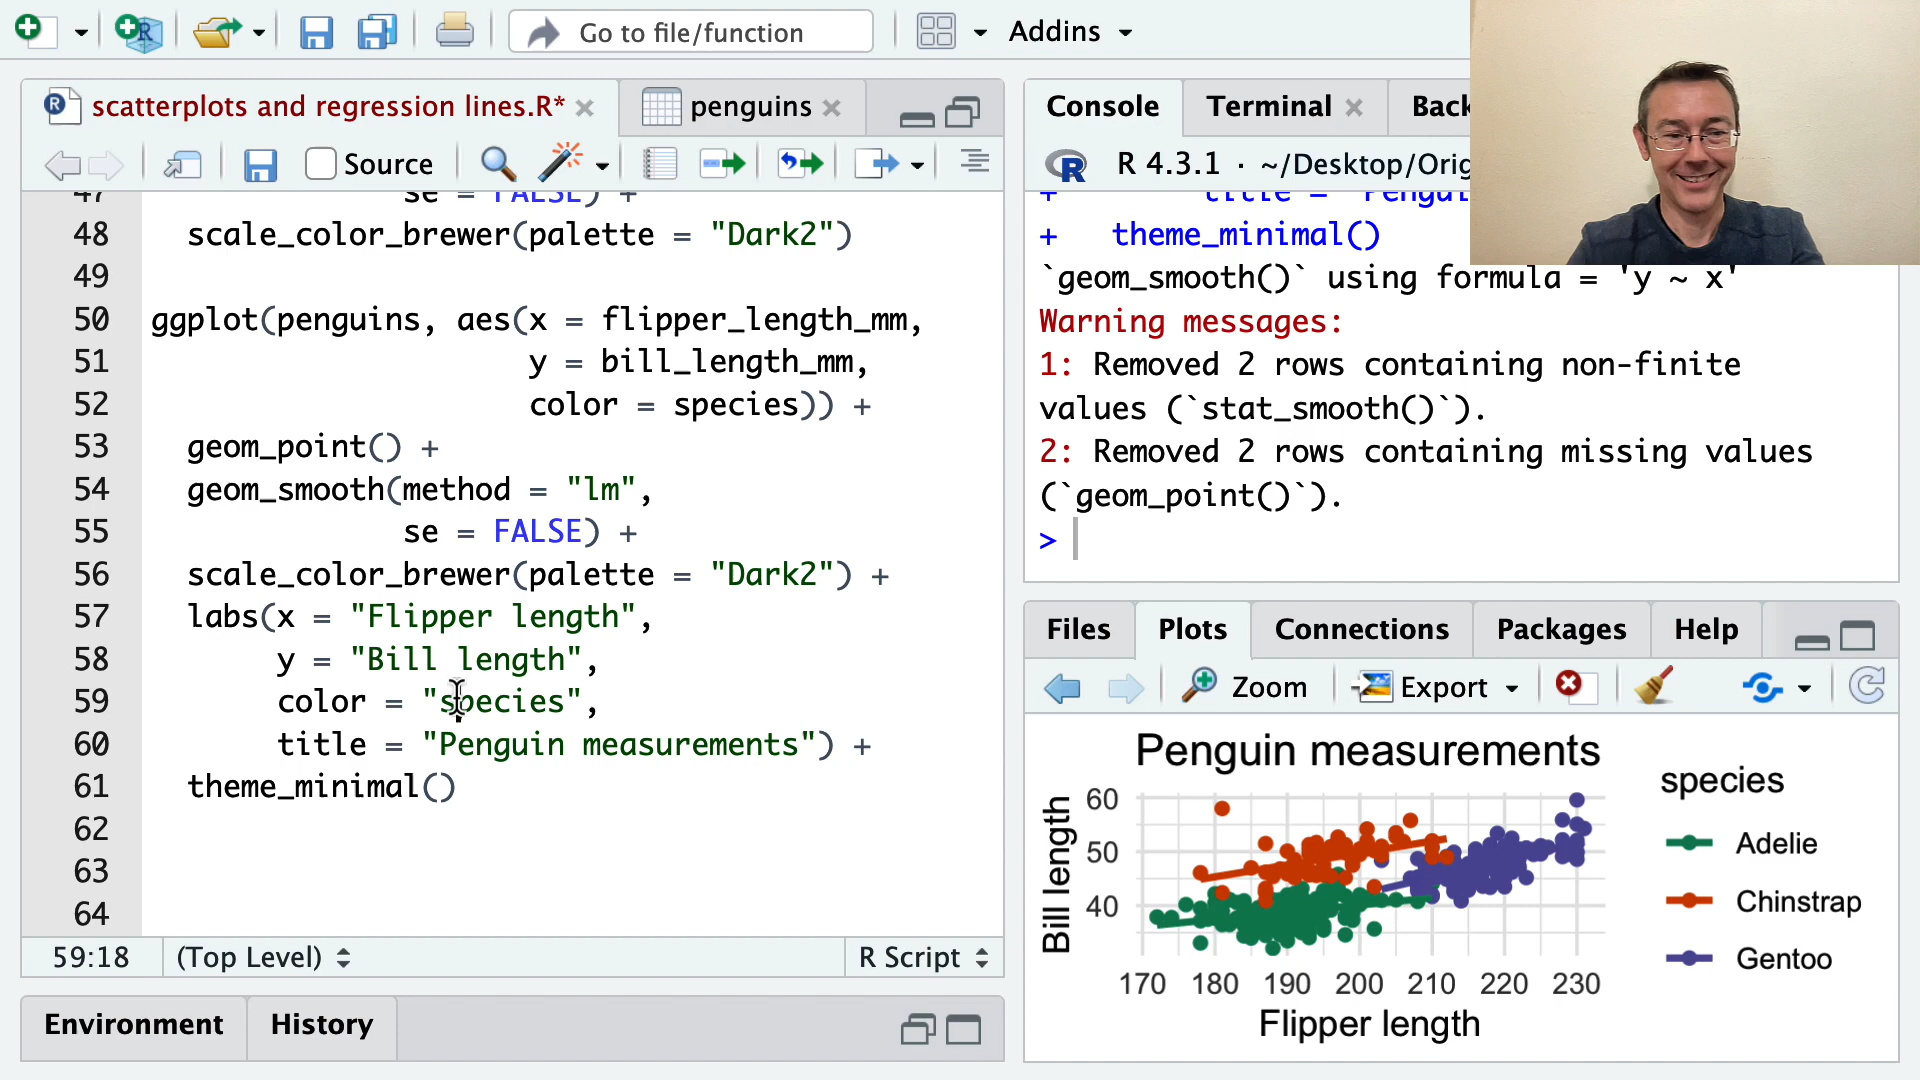 Go to file/function
Addins
scatterplots and regression lines.R*
penguins
Source
47 se = FALSE) +
48 scale_color_brewer(palette = "Dark2")
49
50 ggplot(penguins, aes(x = flipper_length_mm,
51 y = bill_length_mm,
52 color = species)) +
53 geom_point() +
54 geom_smooth(method = "lm",
55 se = FALSE) +
56 scale_color_brewer(palette = "Dark2") +
57 labs(x = "Flipper length",
58 y = "Bill length",
59 color = "species",
60 title = "Penguin measurements") +
61 theme_minimal()
62
63
64
59:18
(Top Level)
R Script
Environment
History
Console
Terminal
Back
R 4.3.1 · ~/Desktop/Orig
+ title = "Pengui
+ theme_minimal()
`geom_smooth()` using formula = 'y ~ x'
Warning messages:
1: Removed 2 rows containing non-finite
values (`stat_smooth()`).
2: Removed 2 rows containing missing values
(`geom_point()`).
>
Files
Plots
Connections
Packages
Help
Zoom
Export
Penguin measurements
Bill length
60
50
40
170 180 190 200 210 220 230
Flipper length
species
Adelie
Chinstrap
Gentoo